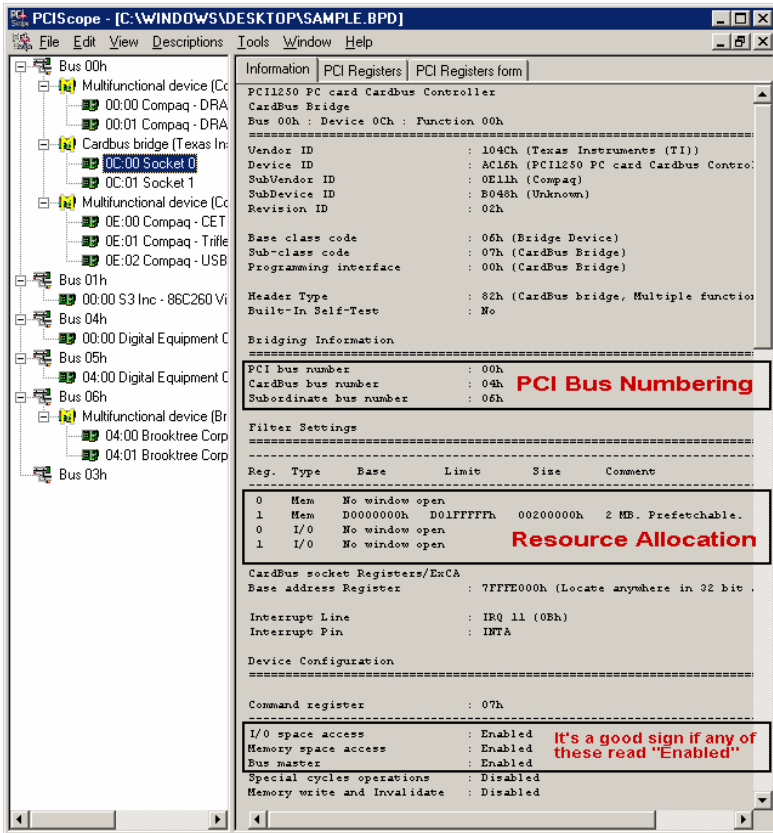 PCIScope - [C:\WINDOWS\DESKTOP\SAMPLE.BPD]
File Edit View Descriptions Tools Window Help
Bus 00h
Multifunctional device (Co
00:00 Compaq - DRA
00:01 Compaq - DRA
Cardbus bridge (Texas In
0C:00 Socket 0
0C:01 Socket 1
Multifunctional device (Co
0E:00 Compaq - CET
0E:01 Compaq - Trifle
0E:02 Compaq - USB
Bus 01h
00:00 S3 Inc - 86C260 Vi
Bus 04h
00:00 Digital Equipment C
Bus 05h
04:00 Digital Equipment C
Bus 06h
Multifunctional device (Br
04:00 Brooktree Corp
04:01 Brooktree Corp
Bus 03h
Information PCI Registers PCI Registers form
PCI1250 PC card Cardbus Controller
CardBus Bridge
Bus 00h : Device 0Ch : Function 00h
Vendor ID : 104Ch (Texas Instruments (TI))
Device ID : AC16h (PCI1250 PC card Cardbus Contro
SubVendor ID : 0E11h (Compaq)
SubDevice ID : B048h (Unknown)
Revision ID : 02h
Base class code : 06h (Bridge Device)
Sub-class code : 07h (CardBus Bridge)
Programming interface : 00h (CardBus Bridge)
Header Type : 82h (CardBus bridge, Multiple function
Built-In Self-Test : No
Bridging Information
PCI bus number : 00h
CardBus bus number : 04h
Subordinate bus number : 06h
PCI Bus Numbering
Filter Settings
Reg. Type Base Limit Size Comment
0 Mem No window open
1 Mem D0000000h D01FFFFFh 00200000h 2 MB. Prefetchable.
0 I/O No window open
1 I/O No window open
Resource Allocation
CardBus socket Registers/ExCA
Base address Register : 7FFFE000h (Locate anywhere in 32 bit
Interrupt Line : IRQ 11 (0Bh)
Interrupt Pin : INTA
Device Configuration
Command register : 07h
I/O space access : Enabled
Memory space access : Enabled
Bus master : Enabled
It's a good sign if any of
these read "Enabled"
Special cycles operations : Disabled
Memory write and Invalidate : Disabled